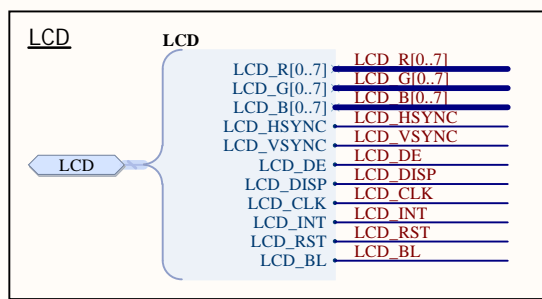 LCD
LCD
LCD_R[0..7] LCD_R[0..7]
LCD_G[0..7] LCD_G[0..7]
LCD_B[0..7] LCD_B[0..7]
LCD_HSYNC LCD_HSYNC
LCD_VSYNC LCD_VSYNC
LCD LCD_DE LCD_DE
LCD_DISP LCD_DISP
LCD_CLK LCD_CLK
LCD_INT LCD_INT
LCD_RST LCD_RST
LCD_BL LCD_BL